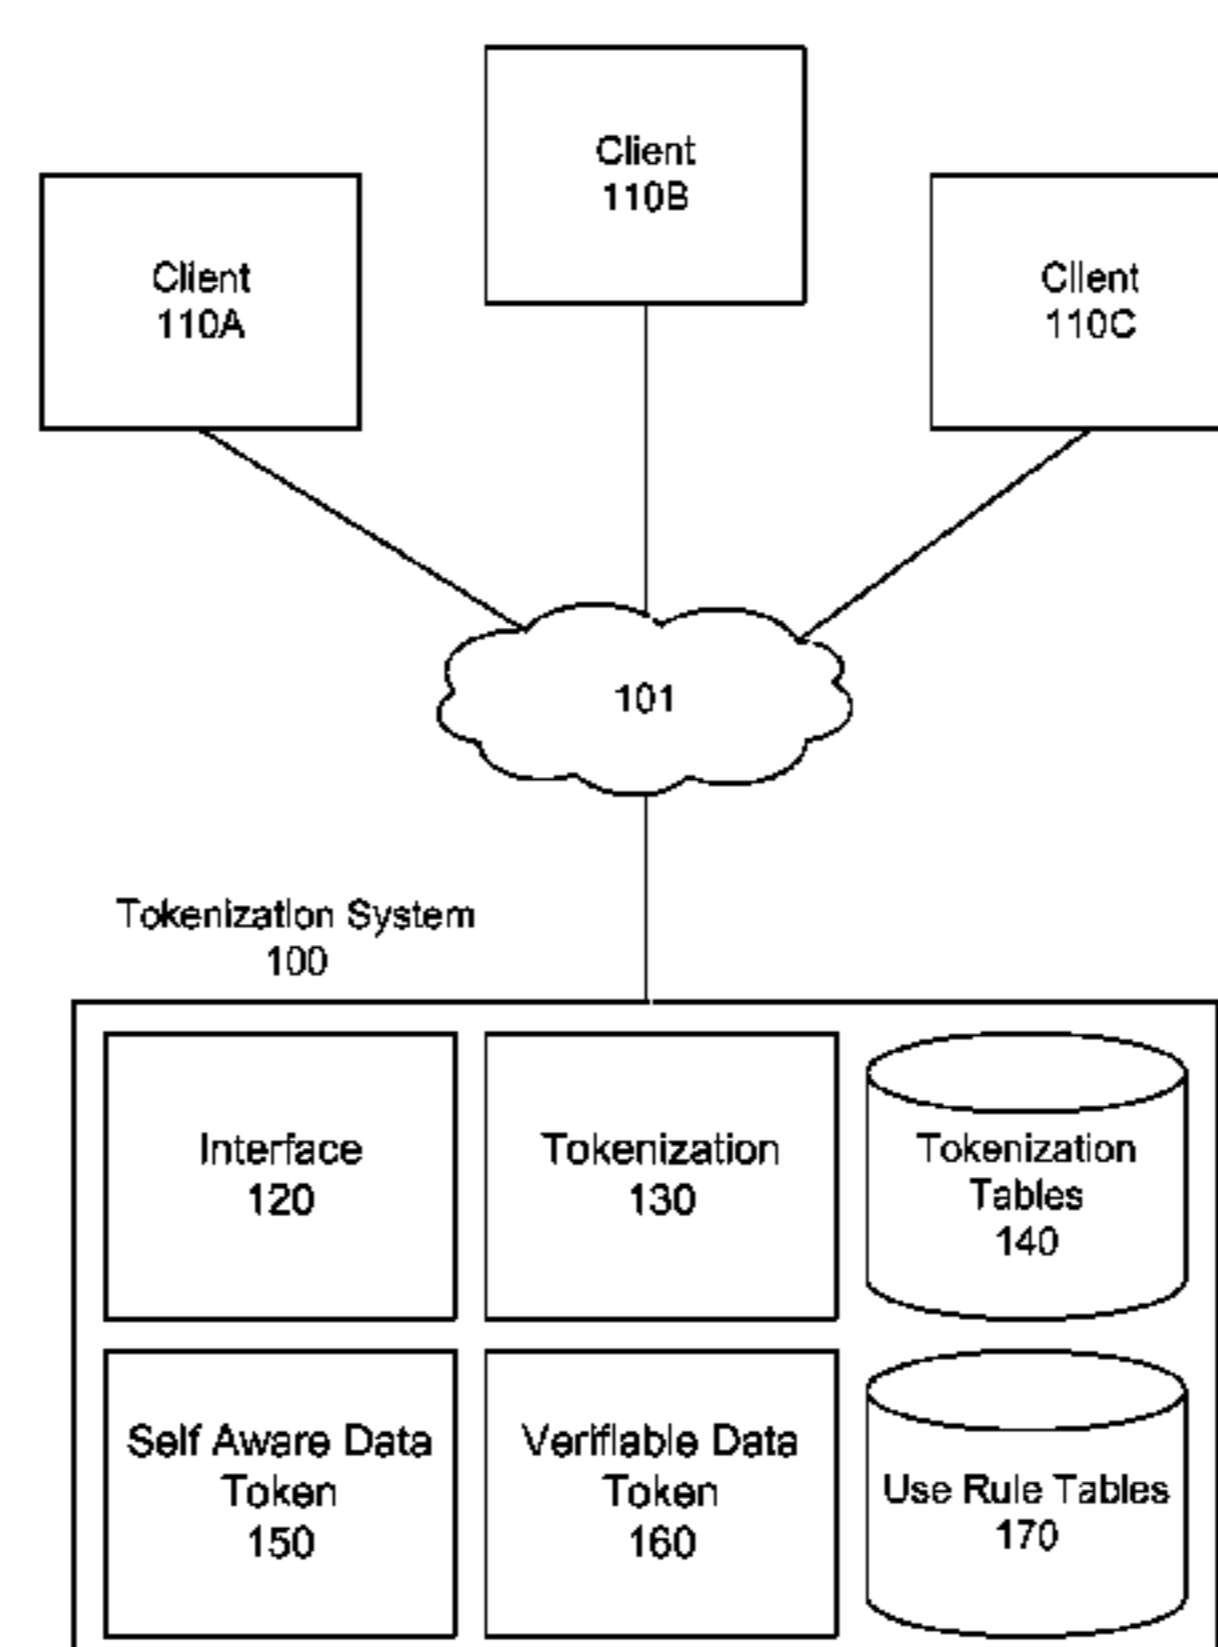 Client
110B
Client
110A
Client
110C
101
Tokenization System
100
Interface
120
Tokenization
130
Tokenization
Tables
140
Self Aware Data
Token
150
Verifiable Data
Token
160
Use Rule Tables
170